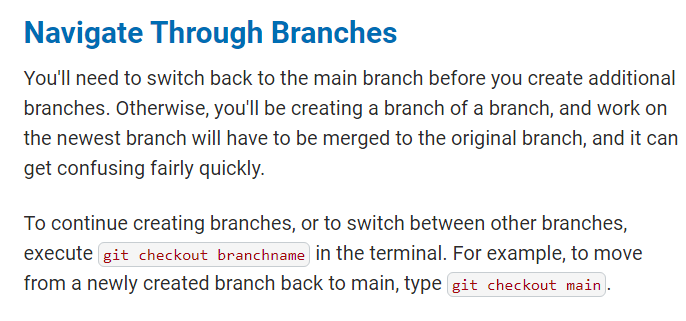 Navigate Through Branches
You'll need to switch back to the main branch before you create additional
branches. Otherwise, you'll be creating a branch of a branch, and work on
the newest branch will have to be merged to the original branch, and it can
get confusing fairly quickly.
To continue creating branches, or to switch between other branches,
execute git checkout branchname in the terminal. For example, to move
from a newly created branch back to main, type git checkout main.